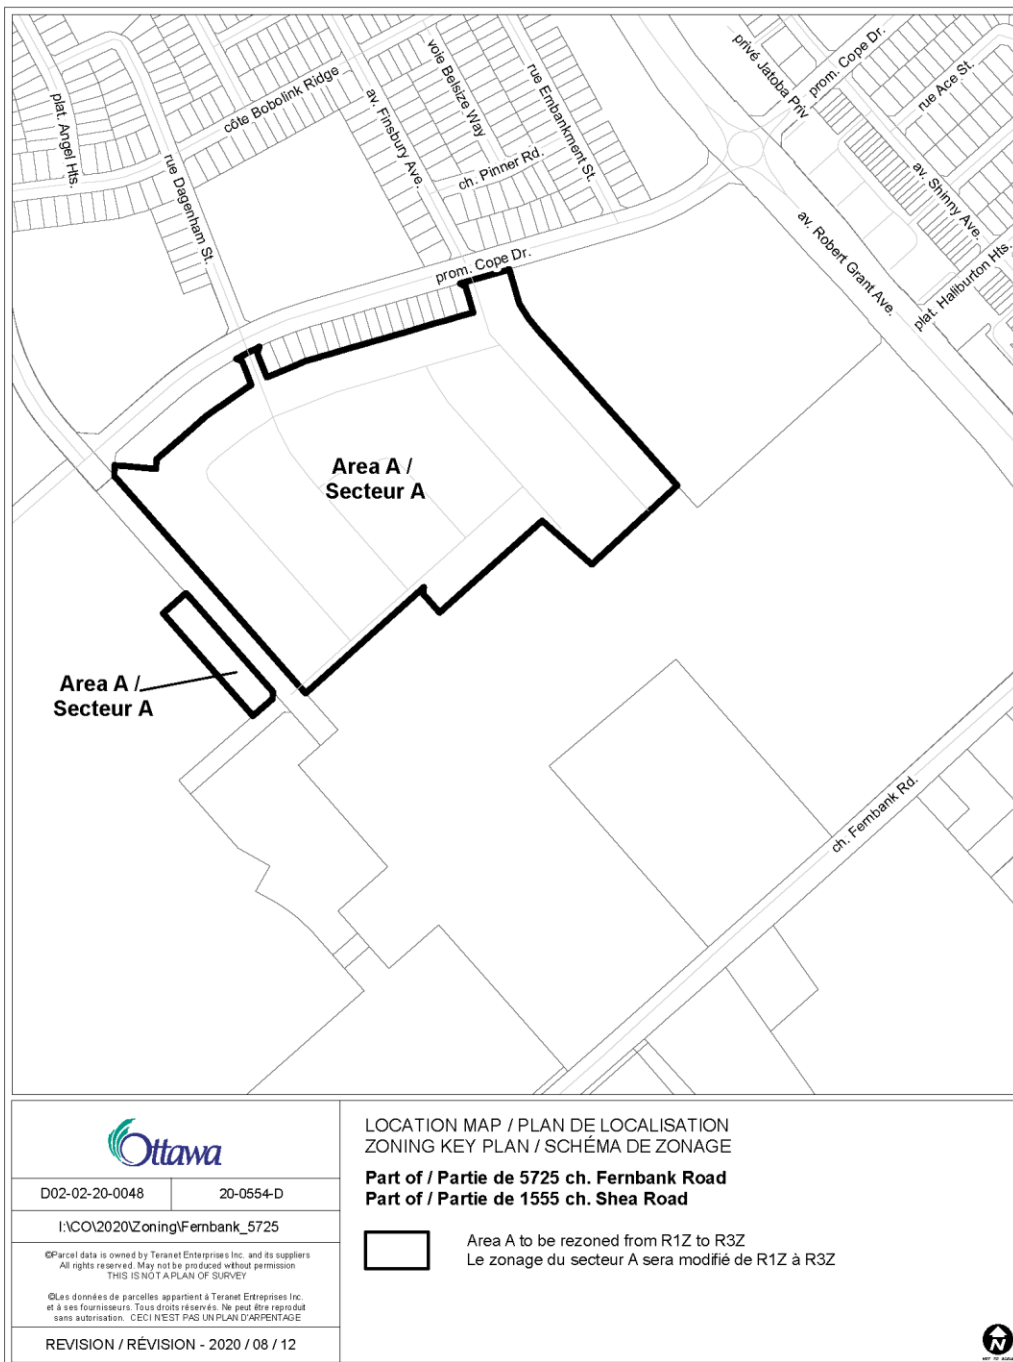 plat. Angel Hts.
côte Bobolink Ridge
rue Dagenham St.
av. Finsbury Ave.
voie Belsize Way
ch. Pinner Rd.
rue Embankment St.
privé Jatoba Priv
prom. Cope Dr.
rue Ace St.
av. Shinny Ave.
plat. Haliburton Hts.
av. Robert Grant Ave.
prom. Cope Dr.
Area A /
Secteur A
Area A /
Secteur A
ch. Fernbank Rd.
Ottawa
D02-02-20-0048
20-0554-D
I:\CO\2020\Zoning\Fernbank_5725
©Parcel data is owned by Teranet Enterprises Inc. and its suppliers
All rights reserved. May not be produced without permission
THIS IS NOT A PLAN OF SURVEY
©Les données de parcelles appartient à Teranet Entreprises Inc.
et à ses fournisseurs. Tous droits réservés. Ne peut être reproduit
sans autorisation. CECI N'EST PAS UN PLAN D'ARPENTAGE
REVISION / RÉVISION - 2020 / 08 / 12
LOCATION MAP / PLAN DE LOCALISATION
ZONING KEY PLAN / SCHÉMA DE ZONAGE
Part of / Partie de 5725 ch. Fernbank Road
Part of / Partie de 1555 ch. Shea Road
Area A to be rezoned from R1Z to R3Z
Le zonage du secteur A sera modifié de R1Z à R3Z
N
NOT TO SCALE